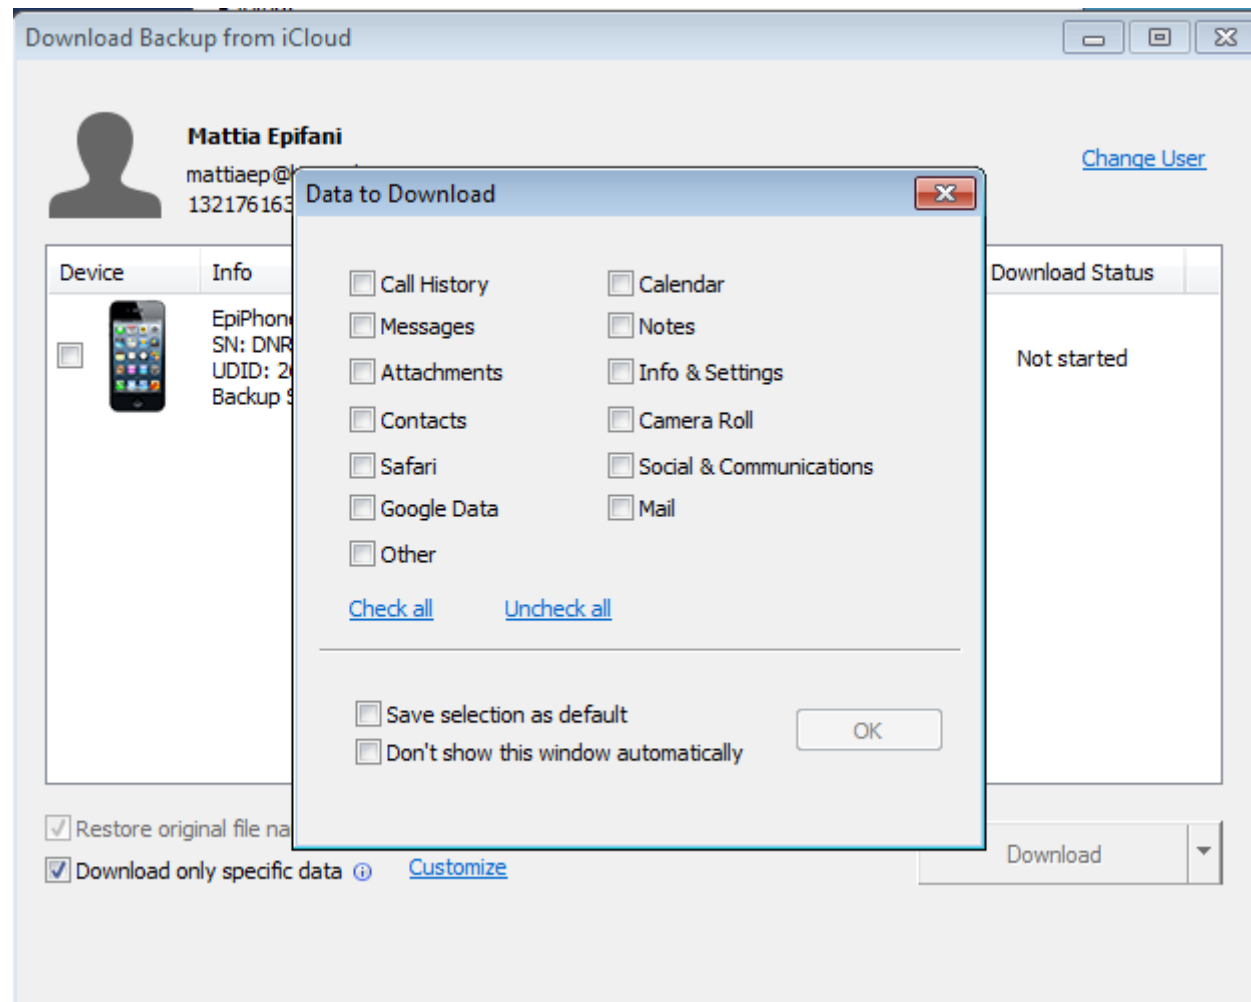 Download Backup from iCloud
Mattia Epifani
mattiaep@
132176163
Change User
Data to Download
Device Info Download Status
EpiPhone
SN: DNR
UDID:
Backup
Not started
Call History Calendar
Messages Notes
Attachments Info & Settings
Contacts Camera Roll
Safari Social & Communications
Google Data Mail
Other
Check all Uncheck all
Save selection as default
Don't show this window automatically
OK
Restore original file
Download only specific data Customize
Download